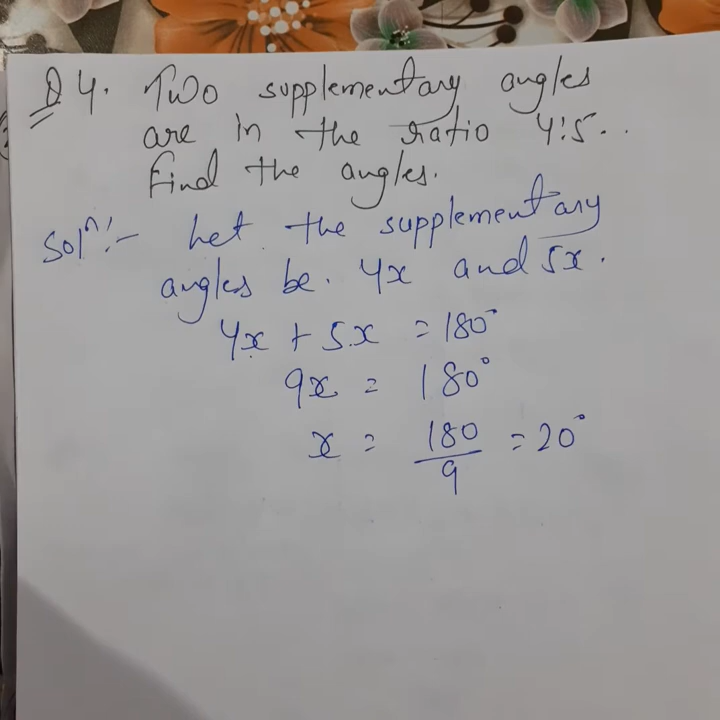 Q 4. Two supplementary angles
are in the ratio 4:5..
Find the angles.
Solⁿ:- Let the supplementary
angles be. 4x and 5x.
4x + 5x = 180°
9x = 180°
x = 180/9 = 20°